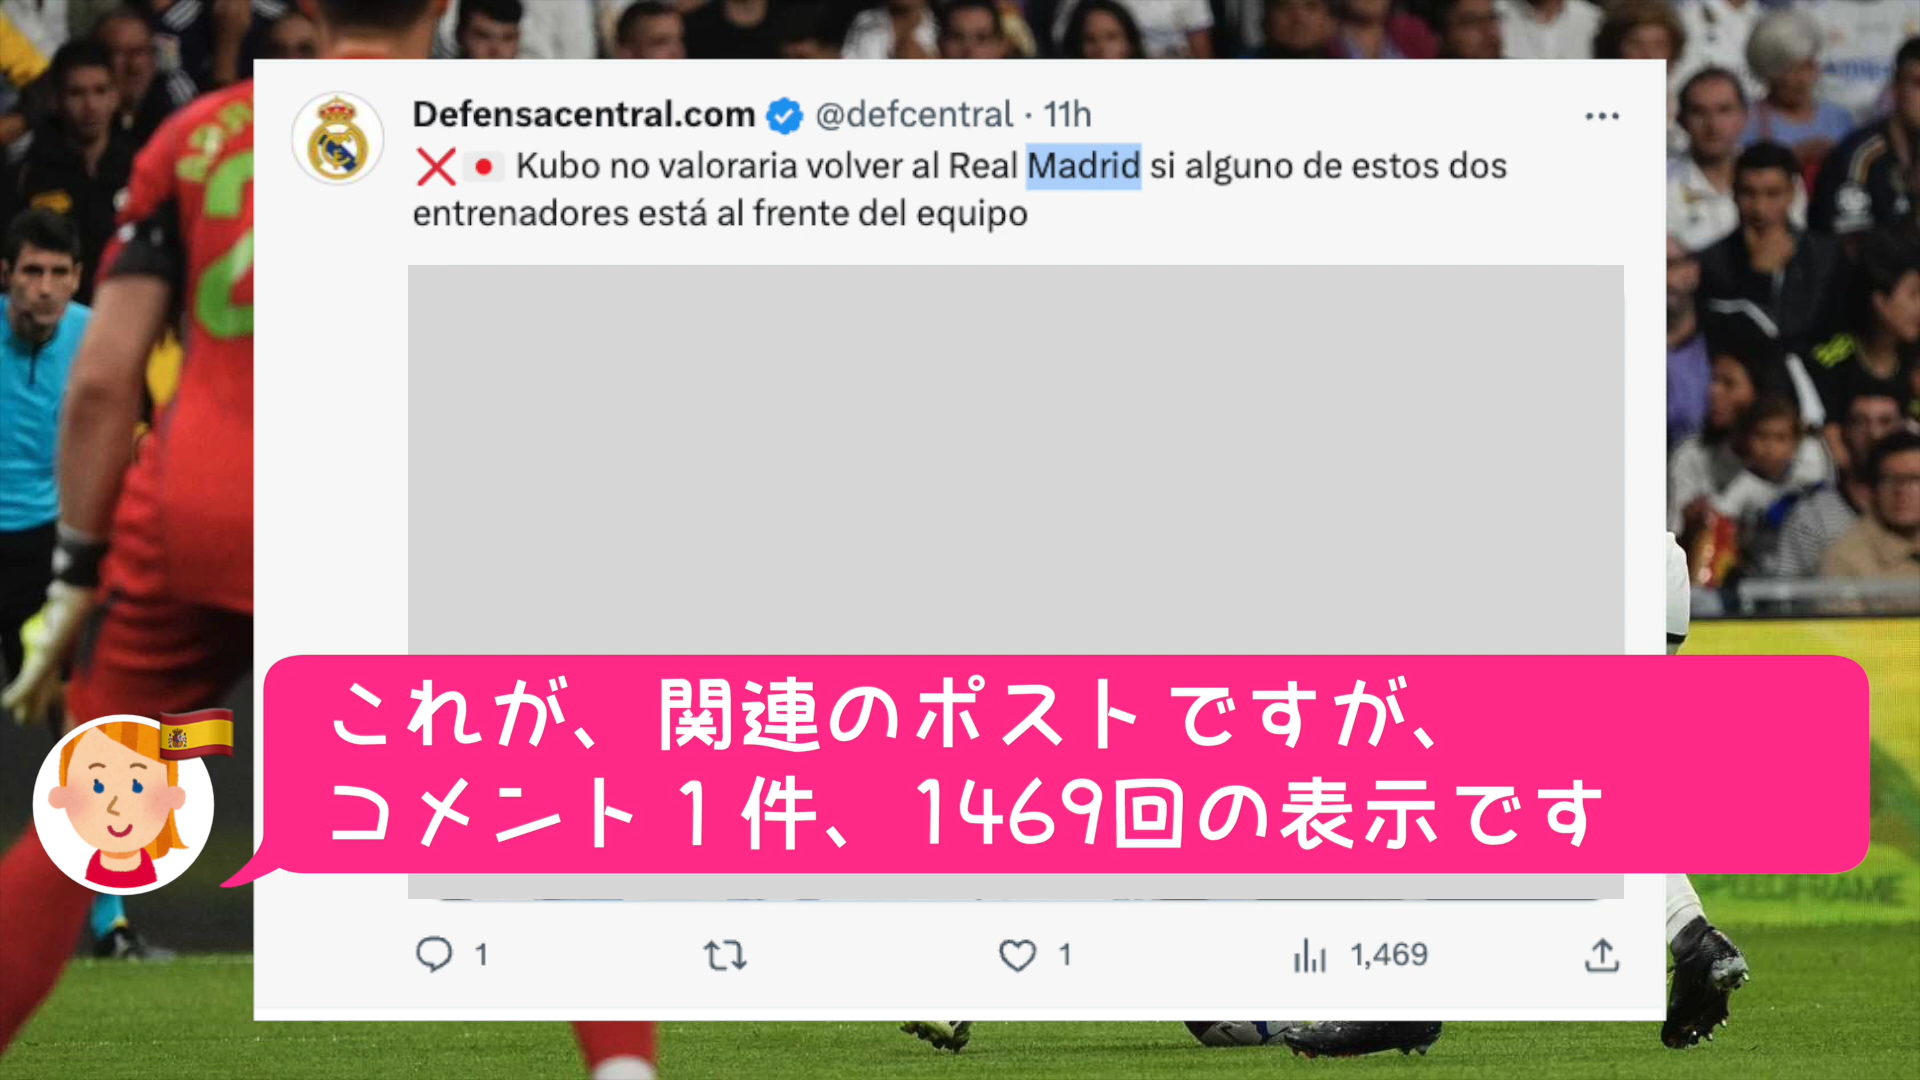 Defensacentral.com @defcentral · 11h
❌🇯🇵 Kubo no valoraria volver al Real Madrid si alguno de estos dos
entrenadores está al frente del equipo
これが、関連のポストですが、
コメント１件、1469回の表示です
1 1 1,469